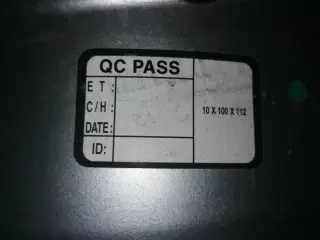 QC PASS
E T:
C/H:
DATE:
ID:
10 X 100 X 112